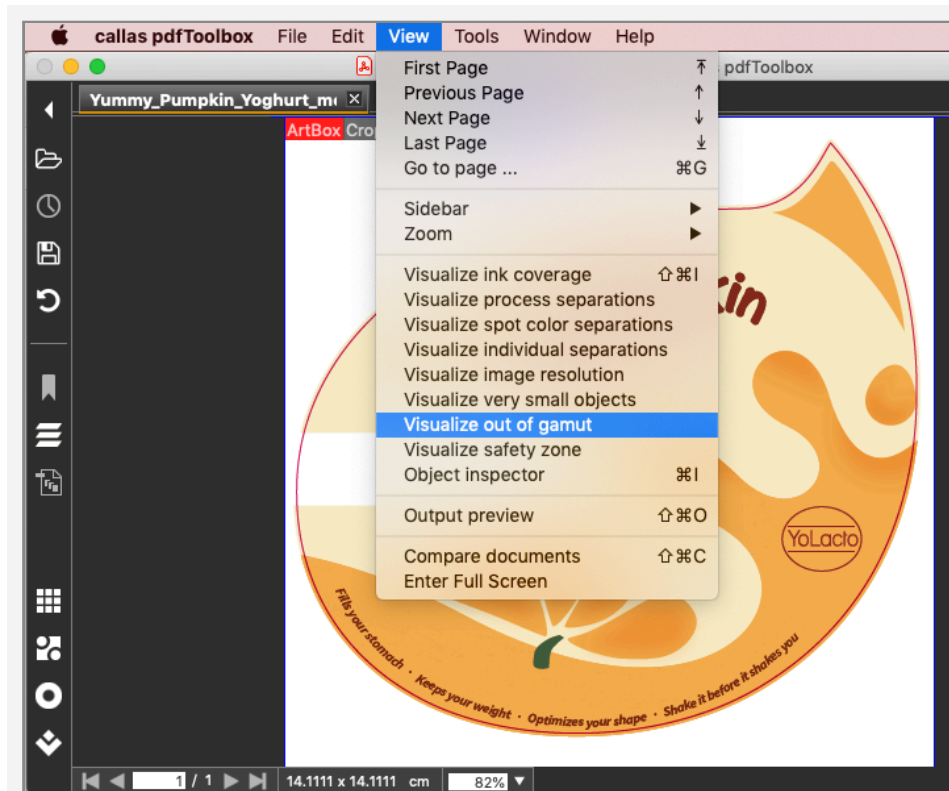 callas pdfToolbox File Edit View Tools Window Help
pdfToolbox
Yummy_Pumpkin_Yoghurt_m
ArtBox Cro
First Page
Previous Page
Next Page
Last Page
Go to page ... ⌘G
Sidebar
Zoom
Visualize ink coverage ⇧⌘I
Visualize process separations
Visualize spot color separations
Visualize individual separations
Visualize image resolution
Visualize very small objects
Visualize out of gamut
Visualize safety zone
Object inspector ⌘I
Output preview ⇧⌘O
Compare documents ⇧⌘C
Enter Full Screen
kin
YoLacto
Fills your stomach · Keeps your weight · Optimizes your shape · Shake it before it shakes you
1 / 1 14.1111 x 14.1111 cm 82%